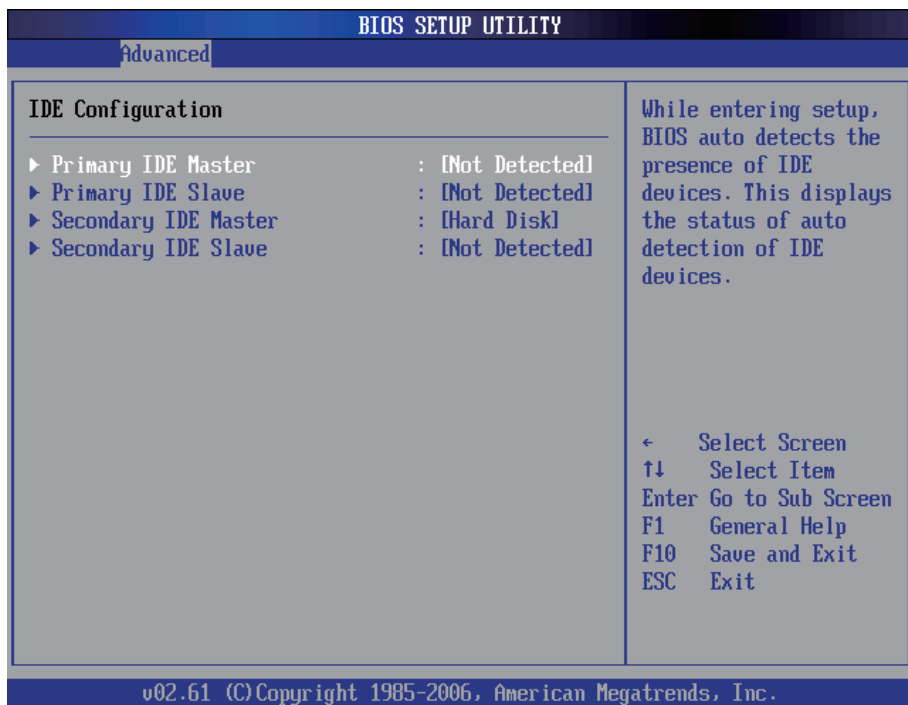 BIOS SETUP UTILITY
Advanced
IDE Configuration
▶ Primary IDE Master : [Not Detected]
▶ Primary IDE Slave : [Not Detected]
▶ Secondary IDE Master : [Hard Disk]
▶ Secondary IDE Slave : [Not Detected]
While entering setup,
BIOS auto detects the
presence of IDE
devices. This displays
the status of auto
detection of IDE
devices.
← Select Screen
↑↓ Select Item
Enter Go to Sub Screen
F1 General Help
F10 Save and Exit
ESC Exit
v02.61 (C)Copyright 1985-2006, American Megatrends, Inc.